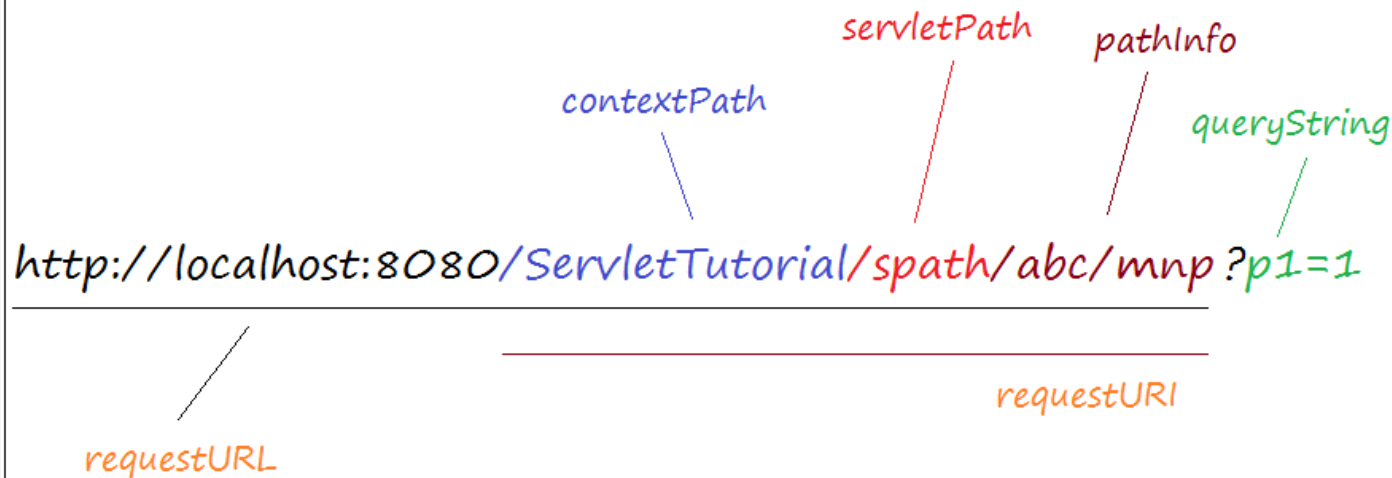 servletPath
pathInfo
contextPath
queryString
http://localhost:8080/ServletTutorial/spath/abc/mnp ?p1=1
requestURI
requestURL